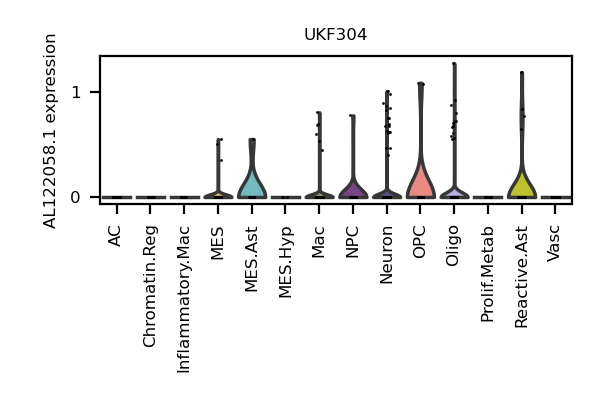 UKF304
AL122058.1 expression
1
0
AC
Chromatin.Reg
Inflammatory.Mac
MES
MES.Ast
MES.Hyp
Mac
NPC
Neuron
OPC
Oligo
Prolif.Metab
Reactive.Ast
Vasc